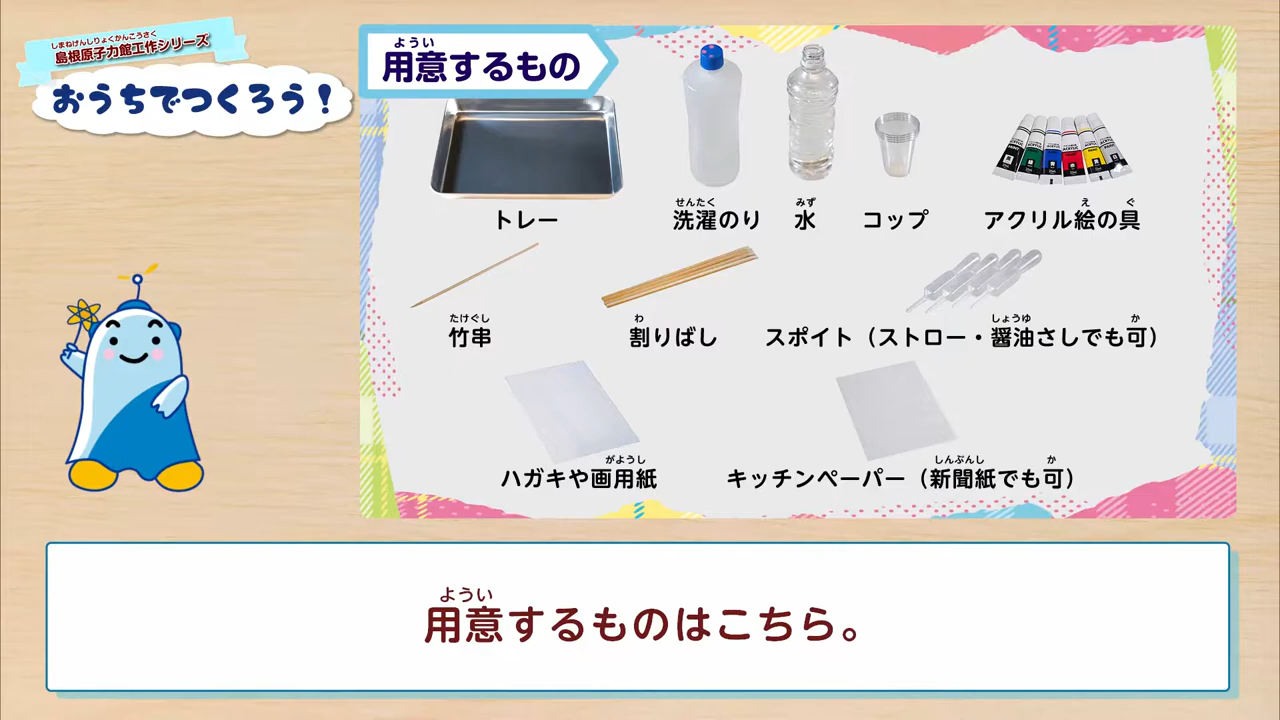 しまねげんしりょくかんこうさく
島根原子力館工作シリーズ
おうちでつくろう！
ようい
用意するもの
トレー
せんたく
洗濯のり
みず
水
コップ
え ぐ
アクリル絵の具
たけぐし
竹串
わ
割りばし
しょうゆ か
スポイト（ストロー・醤油さしでも可）
がようし
ハガキや画用紙
しんぶんし か
キッチンペーパー（新聞紙でも可）
ようい
用意するものはこちら。